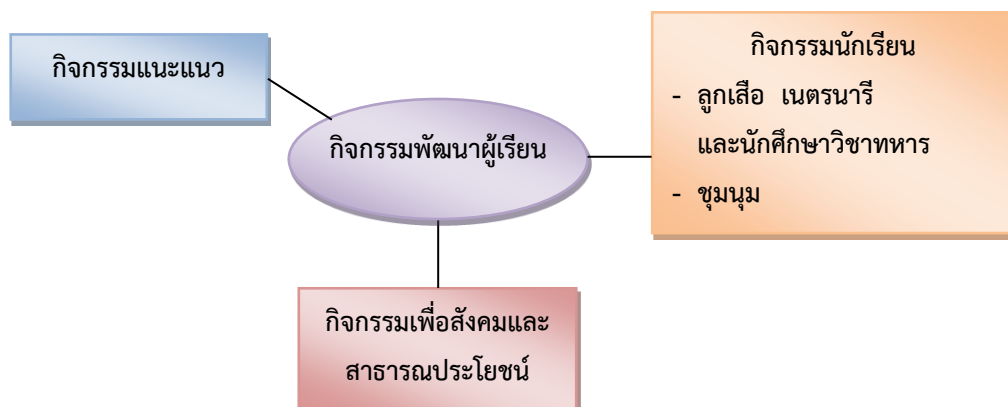 กิจกรรมแนะแนว
กิจกรรมนักเรียน
- ลูกเสือ เนตรนารี
และนักศึกษาวิชาทหาร
- ชุมนุม
กิจกรรมพัฒนาผู้เรียน
กิจกรรมเพื่อสังคมและ
สาธารณประโยชน์